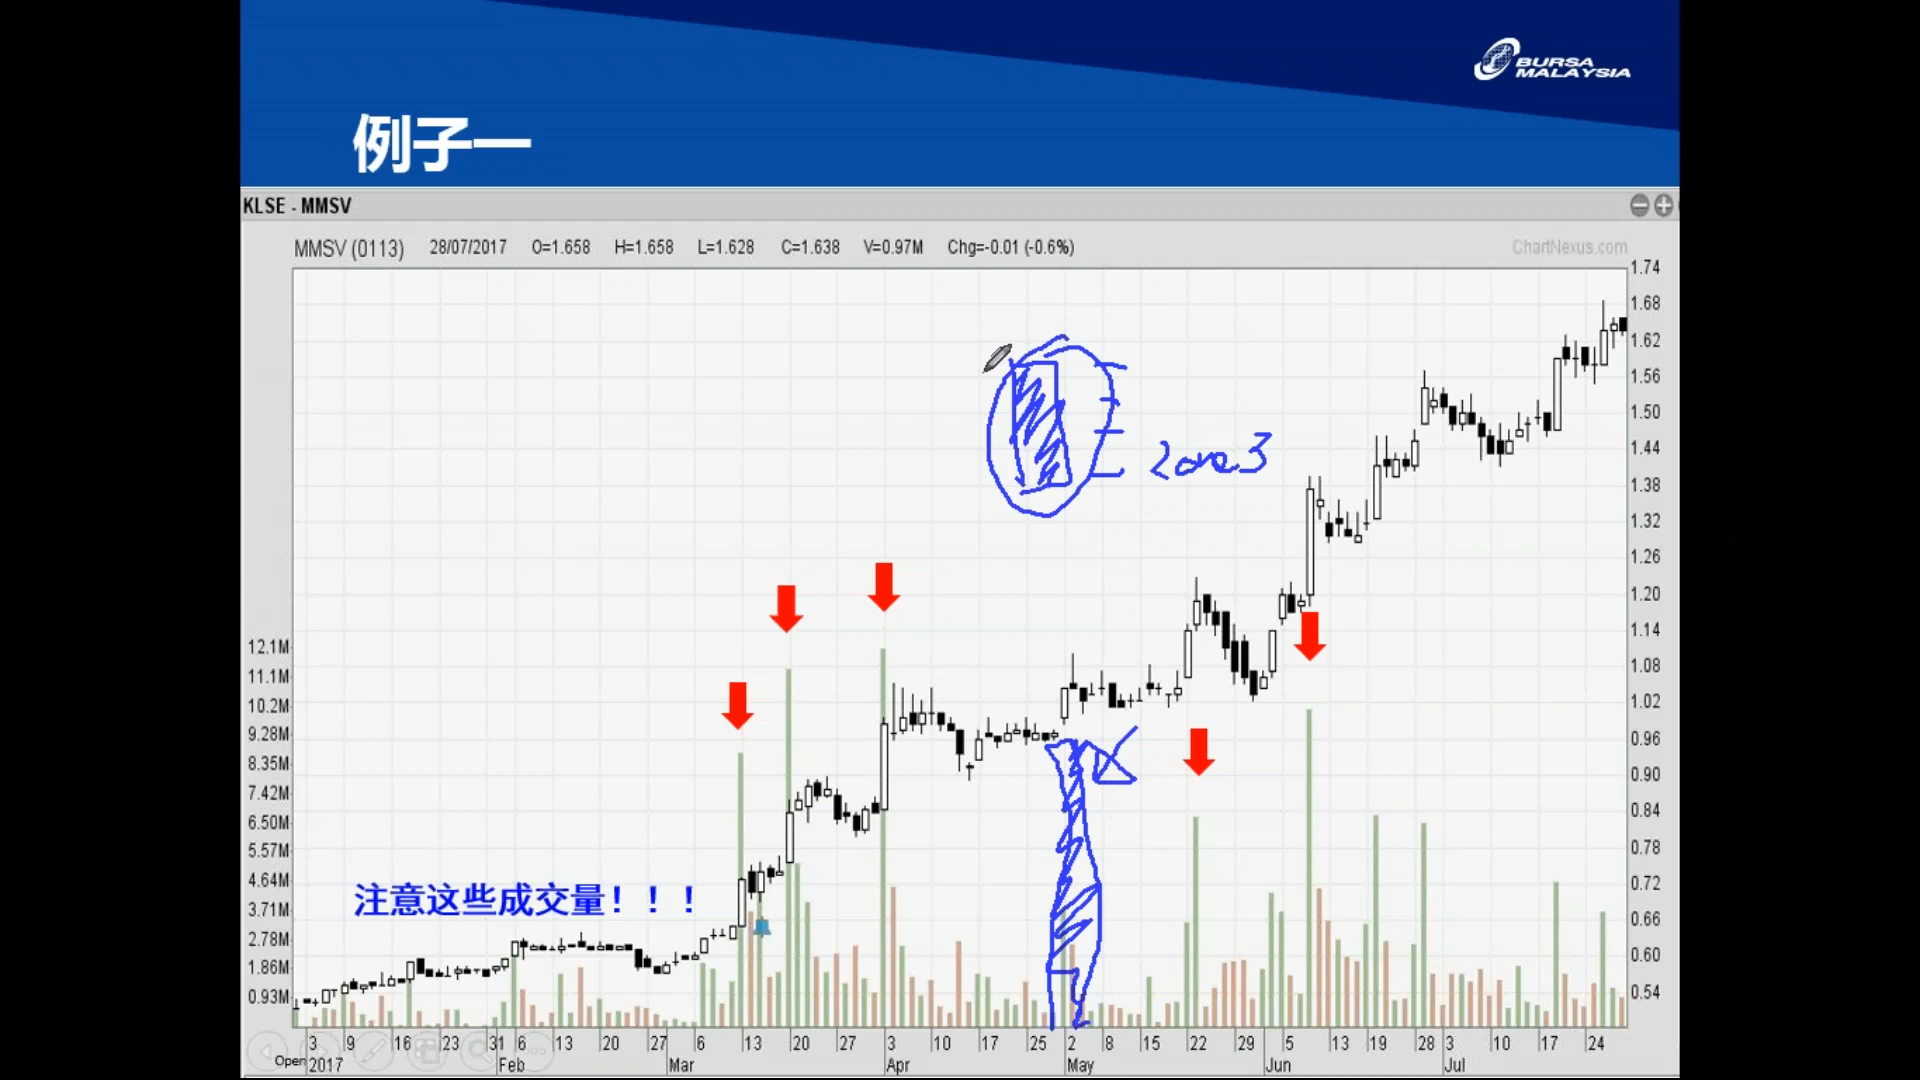 BURSA
MALAYSIA
例子一
KLSE - MMSV
MMSV (0113) 28/07/2017 O=1.658 H=1.658 L=1.628 C=1.638 V=0.97M Chg=-0.01 (-0.6%) ChartNexus.com
1.74
1.68
1.62
1.56
1.50
1.44
1.38
1.32
1.26
1.20
1.14
1.08
1.02
0.96
0.90
0.84
0.78
0.72
0.66
0.60
0.54
Zone 3
12.1M
11.1M
10.2M
9.28M
8.35M
7.42M
6.50M
5.57M
4.64M
3.71M
2.78M
1.86M
0.93M
注意这些成交量！！！
3 9 16 23 31 6 13 20 27 6 13 20 27 3 10 17 25 2 8 15 22 29 5 13 19 28 3 10 17 24
Open 2017 Feb Mar Apr May Jun Jul